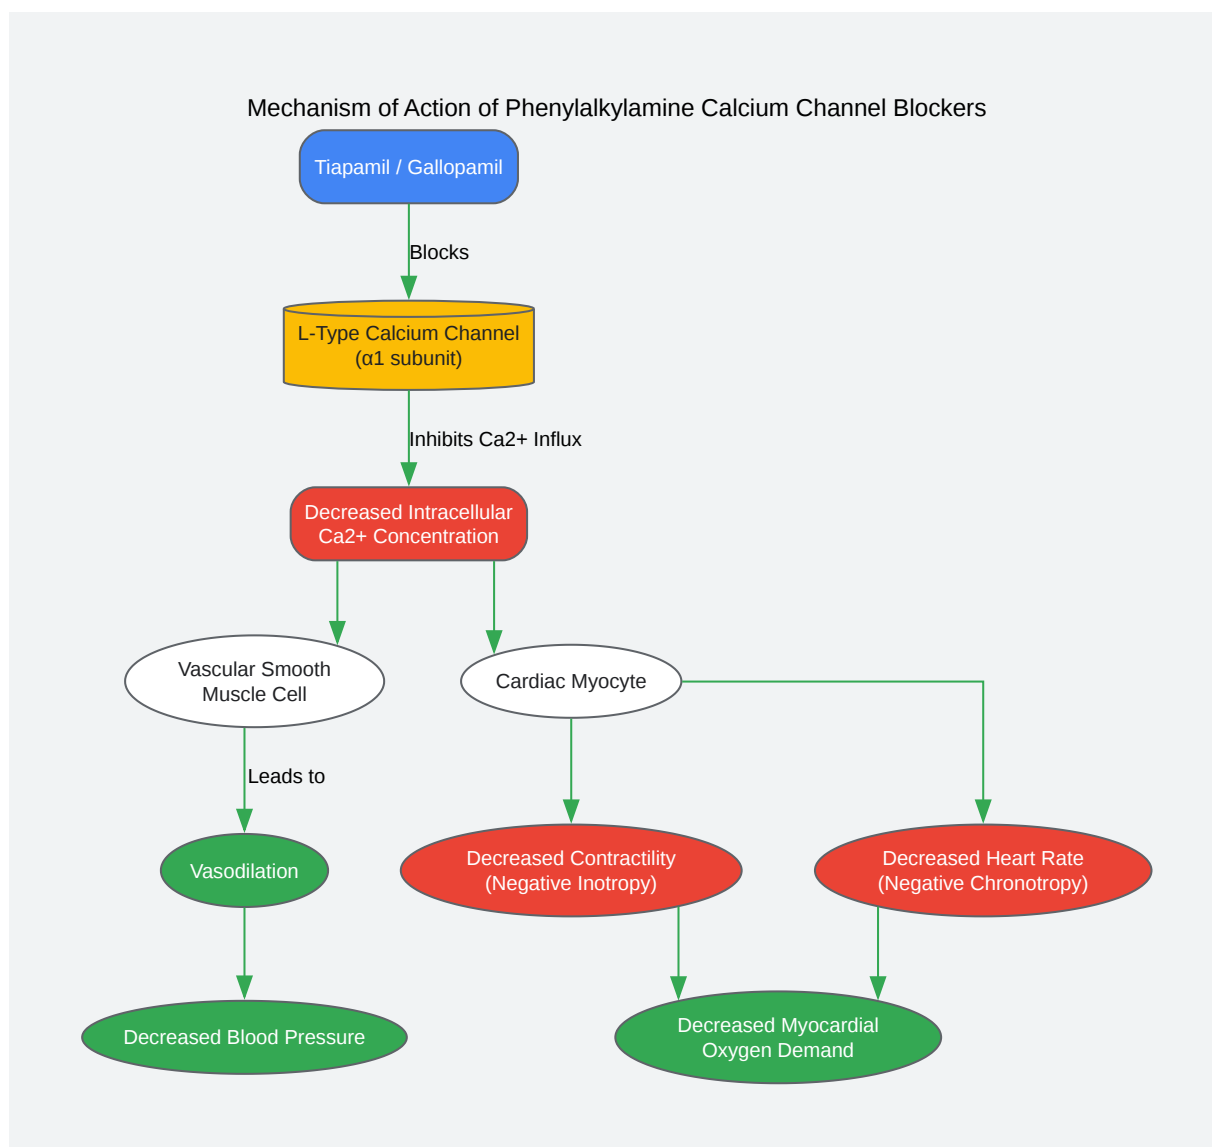 Mechanism of Action of Phenylalkylamine Calcium Channel Blockers
Tiapamil / Gallopamil
Blocks
L-Type Calcium Channel
(α1 subunit)
Inhibits Ca2+ Influx
Decreased Intracellular
Ca2+ Concentration
Vascular Smooth
Muscle Cell
Cardiac Myocyte
Leads to
Vasodilation
Decreased Contractility
(Negative Inotropy)
Decreased Heart Rate
(Negative Chronotropy)
Decreased Blood Pressure
Decreased Myocardial
Oxygen Demand